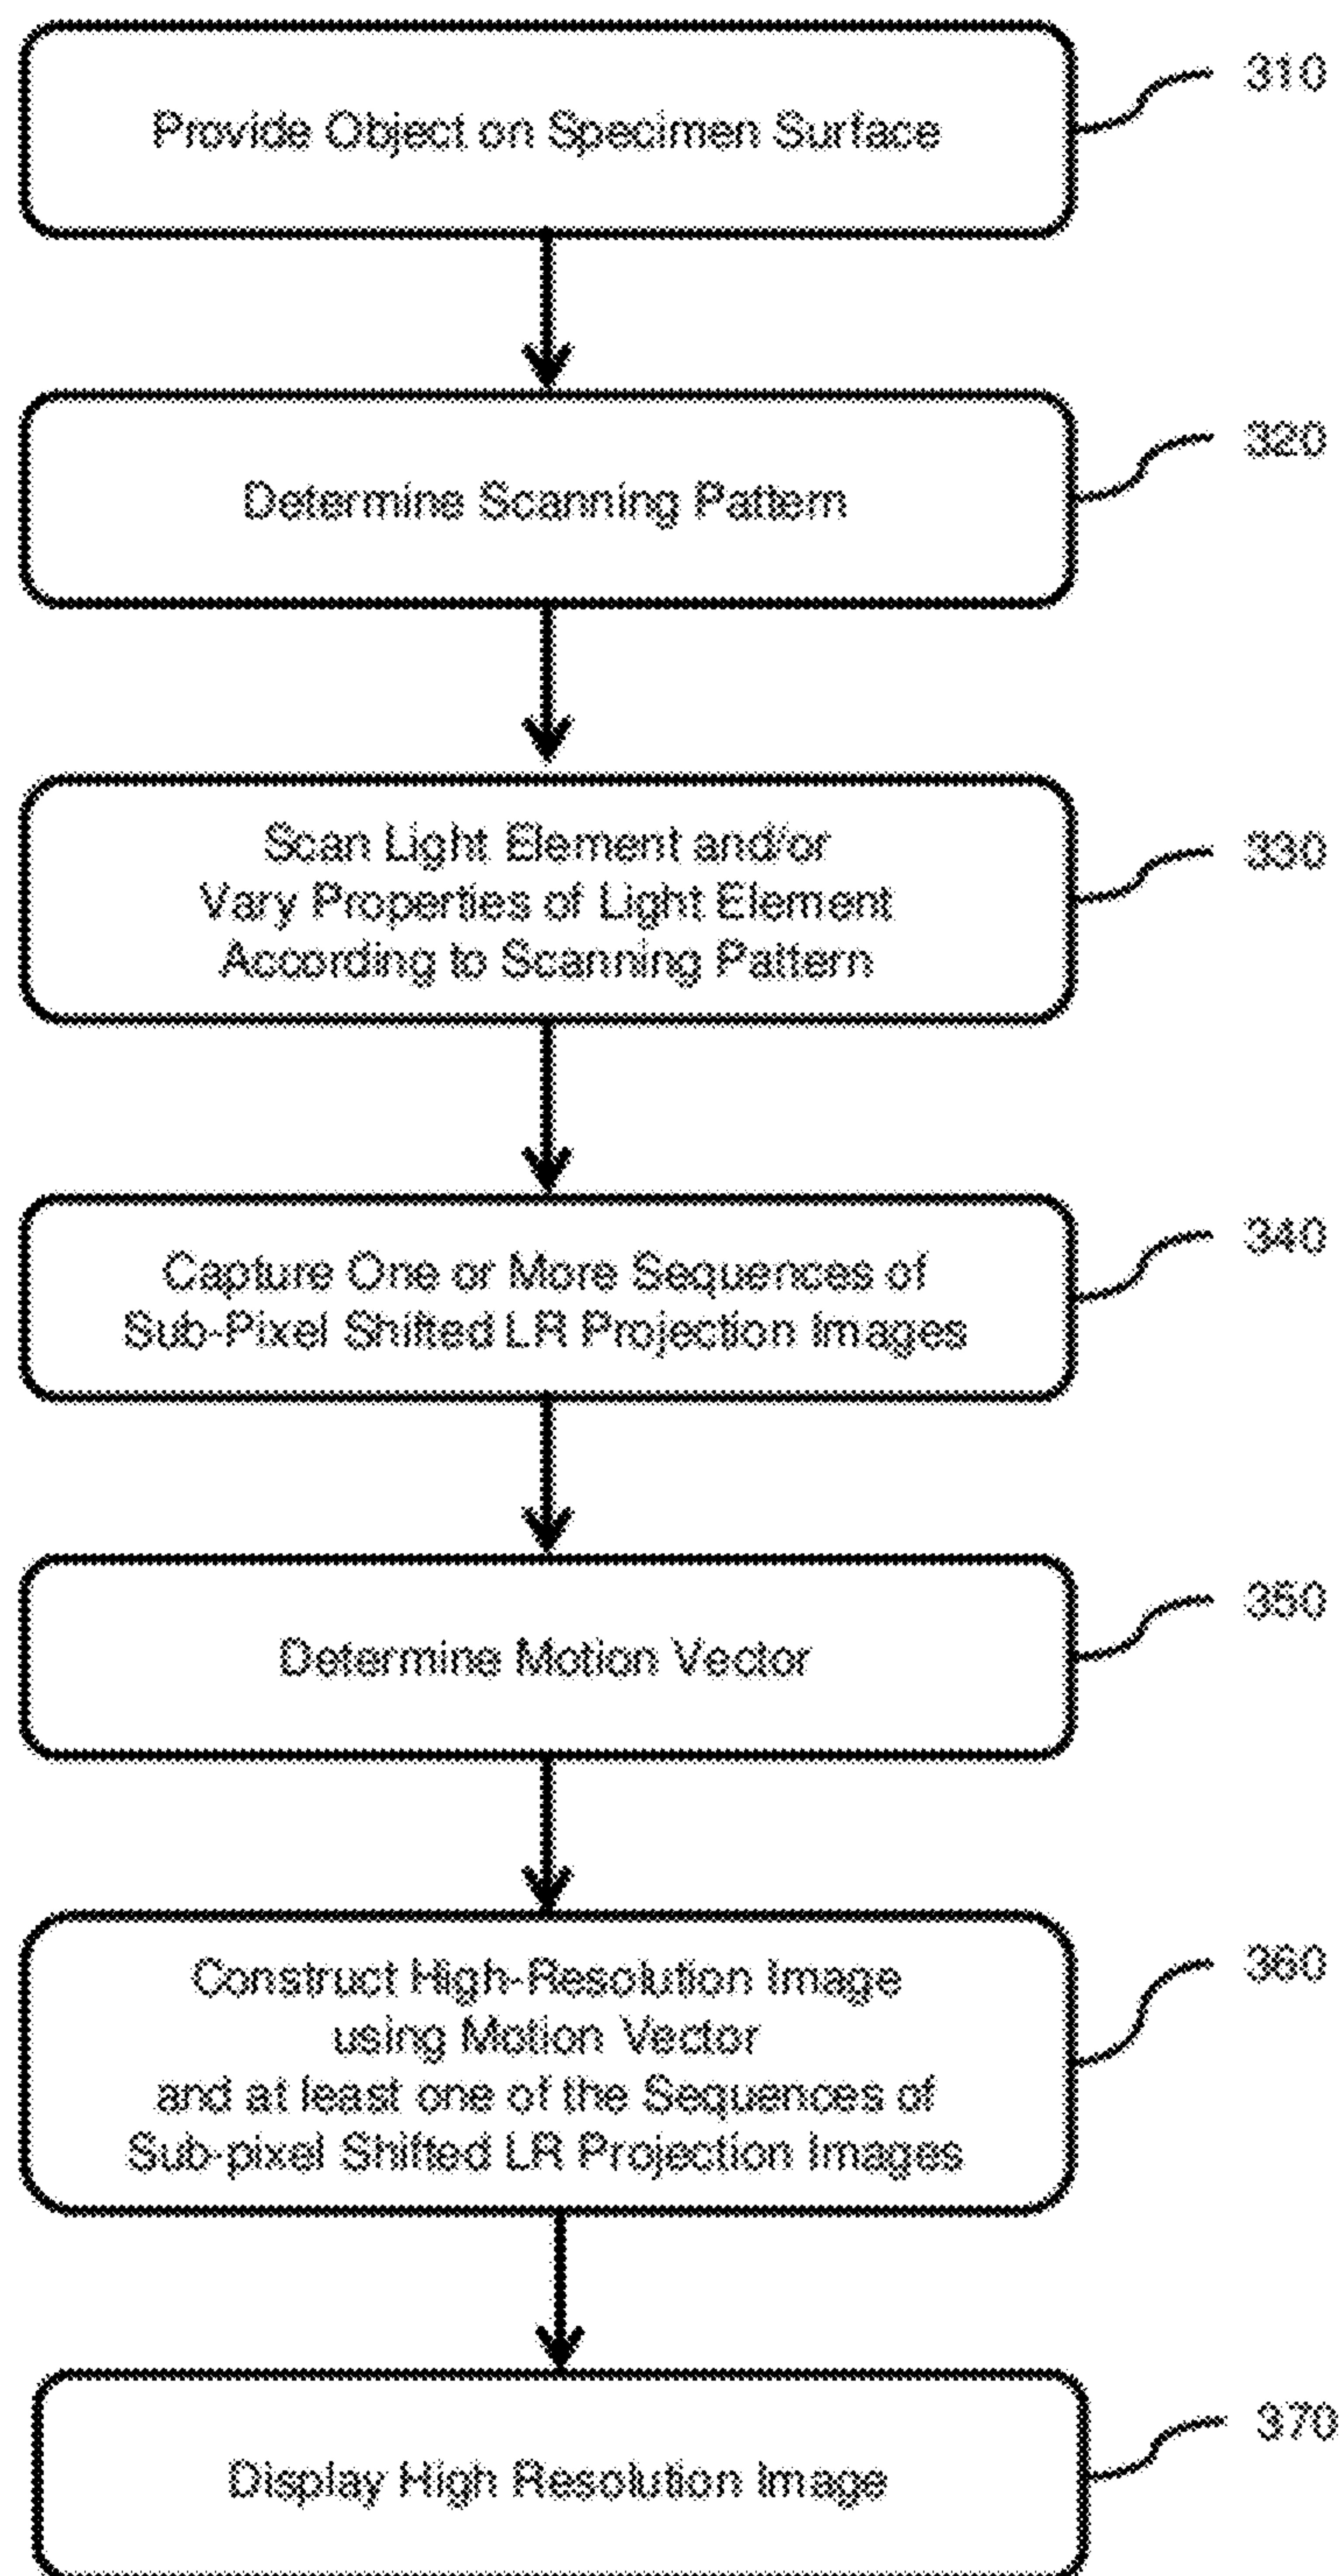 Provide Object on Specimen Surface
310
Determine Scanning Pattern
320
Scan Light Element and/or
Vary Properties of Light Element
According to Scanning Pattern
330
Capture One or More Sequences of
Sub-Pixel Shifted LR Projection Images
340
Determine Motion Vector
350
Construct High-Resolution Image
using Motion Vector
and at least one of the Sequences of
Sub-pixel Shifted LR Projection Images
360
Display High Resolution Image
370